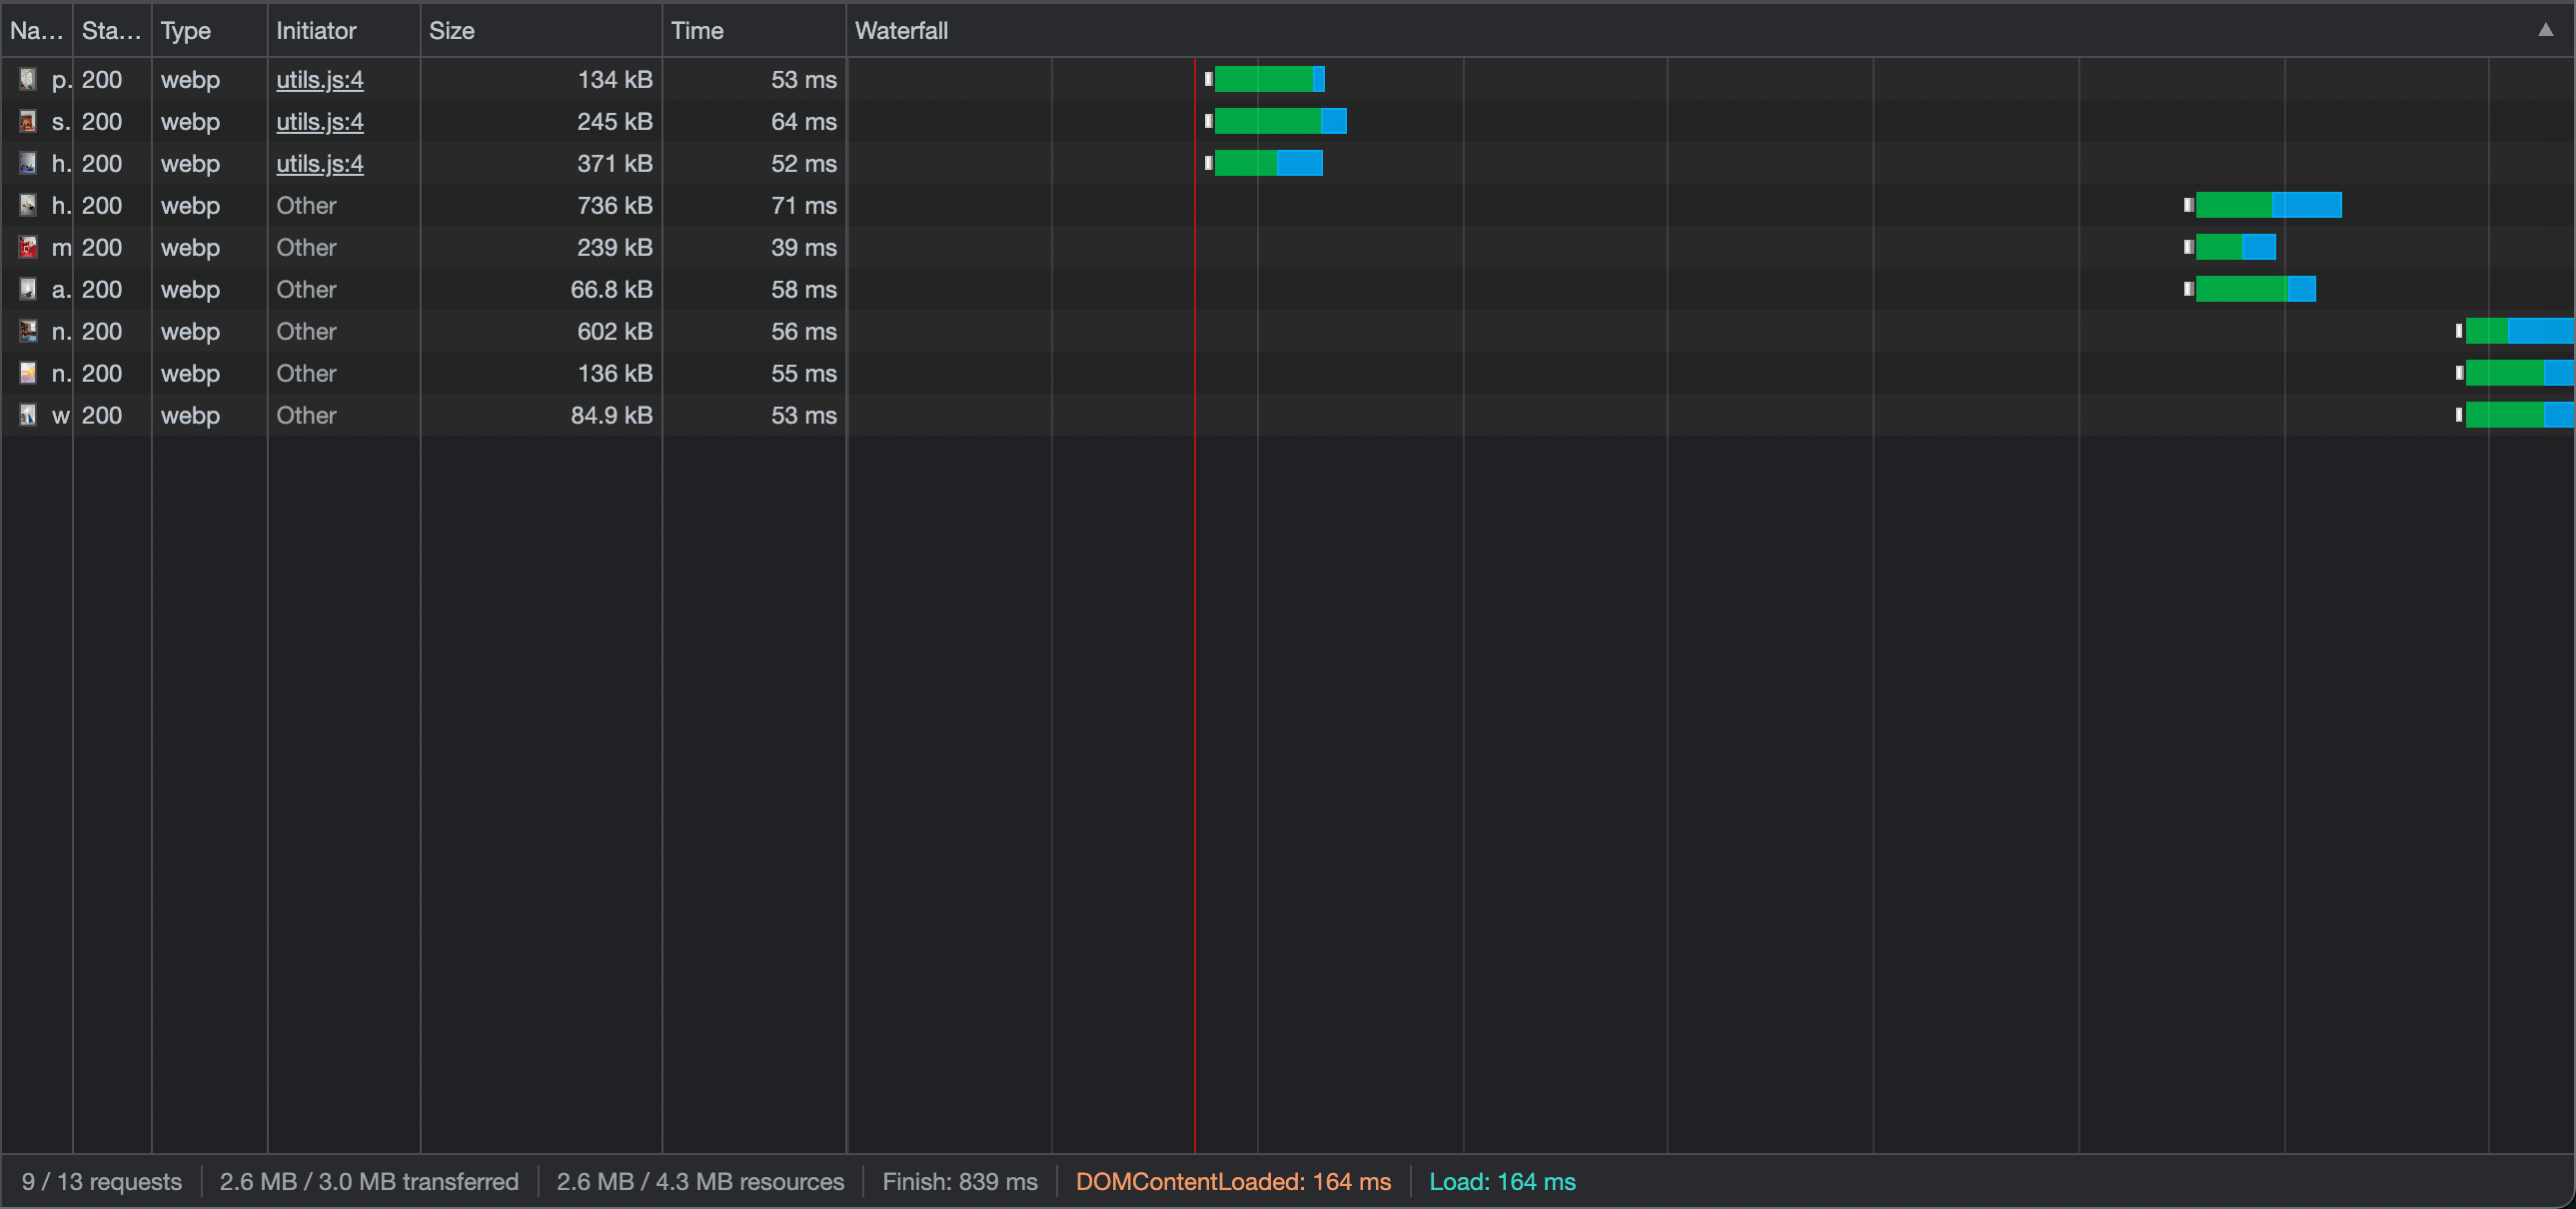 Na... Sta... Type Initiator Size Time Waterfall
p. 200 webp utils.js:4 134 kB 53 ms
s. 200 webp utils.js:4 245 kB 64 ms
h. 200 webp utils.js:4 371 kB 52 ms
h. 200 webp Other 736 kB 71 ms
m 200 webp Other 239 kB 39 ms
a. 200 webp Other 66.8 kB 58 ms
n. 200 webp Other 602 kB 56 ms
n. 200 webp Other 136 kB 55 ms
w 200 webp Other 84.9 kB 53 ms
9 / 13 requests 2.6 MB / 3.0 MB transferred 2.6 MB / 4.3 MB resources Finish: 839 ms DOMContentLoaded: 164 ms Load: 164 ms